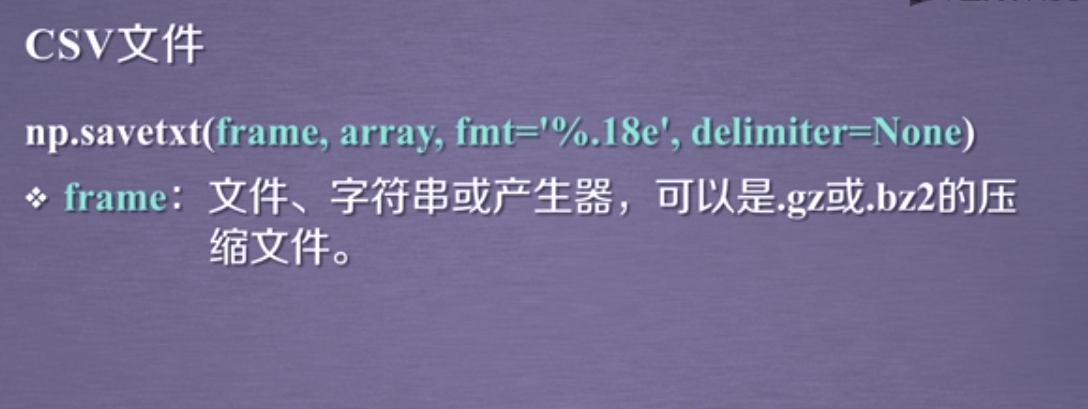 CSV文件
np.savetxt(frame, array, fmt='%.18e', delimiter=None)
❖ frame：文件、字符串或产生器，可以是.gz或.bz2的压
缩文件。